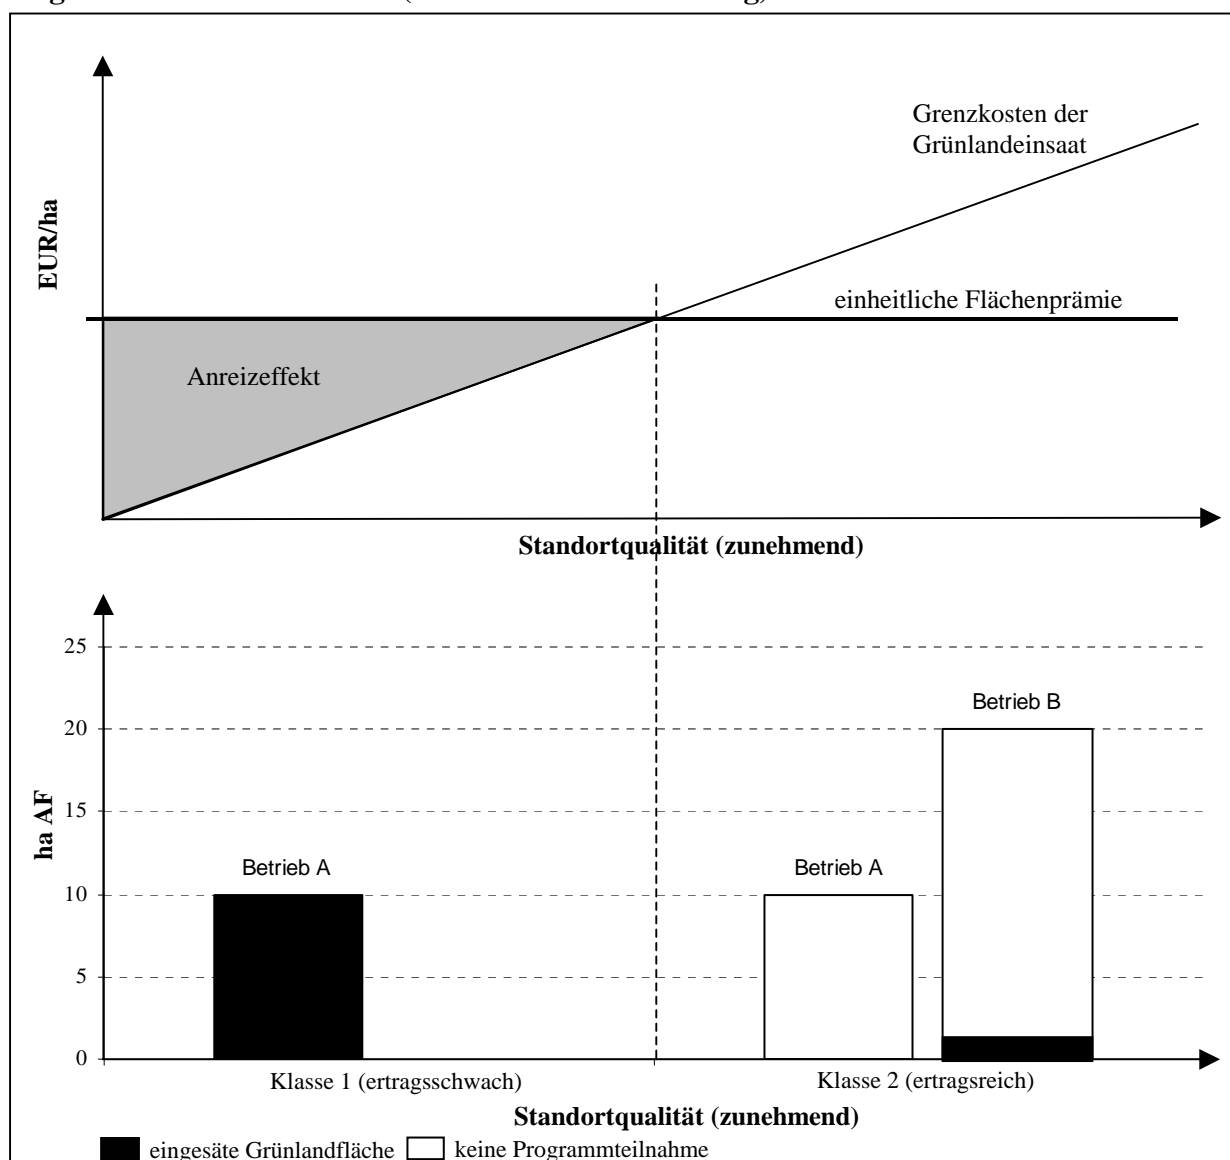 Grenzkosten der
Grünlandeinsaat
EUR/ha
einheitliche Flächenprämie
Anreizeffekt
Standortqualität (zunehmend)
25
Betrieb B
20
15
ha AF
Betrieb A
Betrieb A
10
5
0
Klasse 1 (ertragsschwach)
Klasse 2 (ertragsreich)
Standortqualität (zunehmend)
eingesäte Grünlandfläche
keine Programmteilnahme